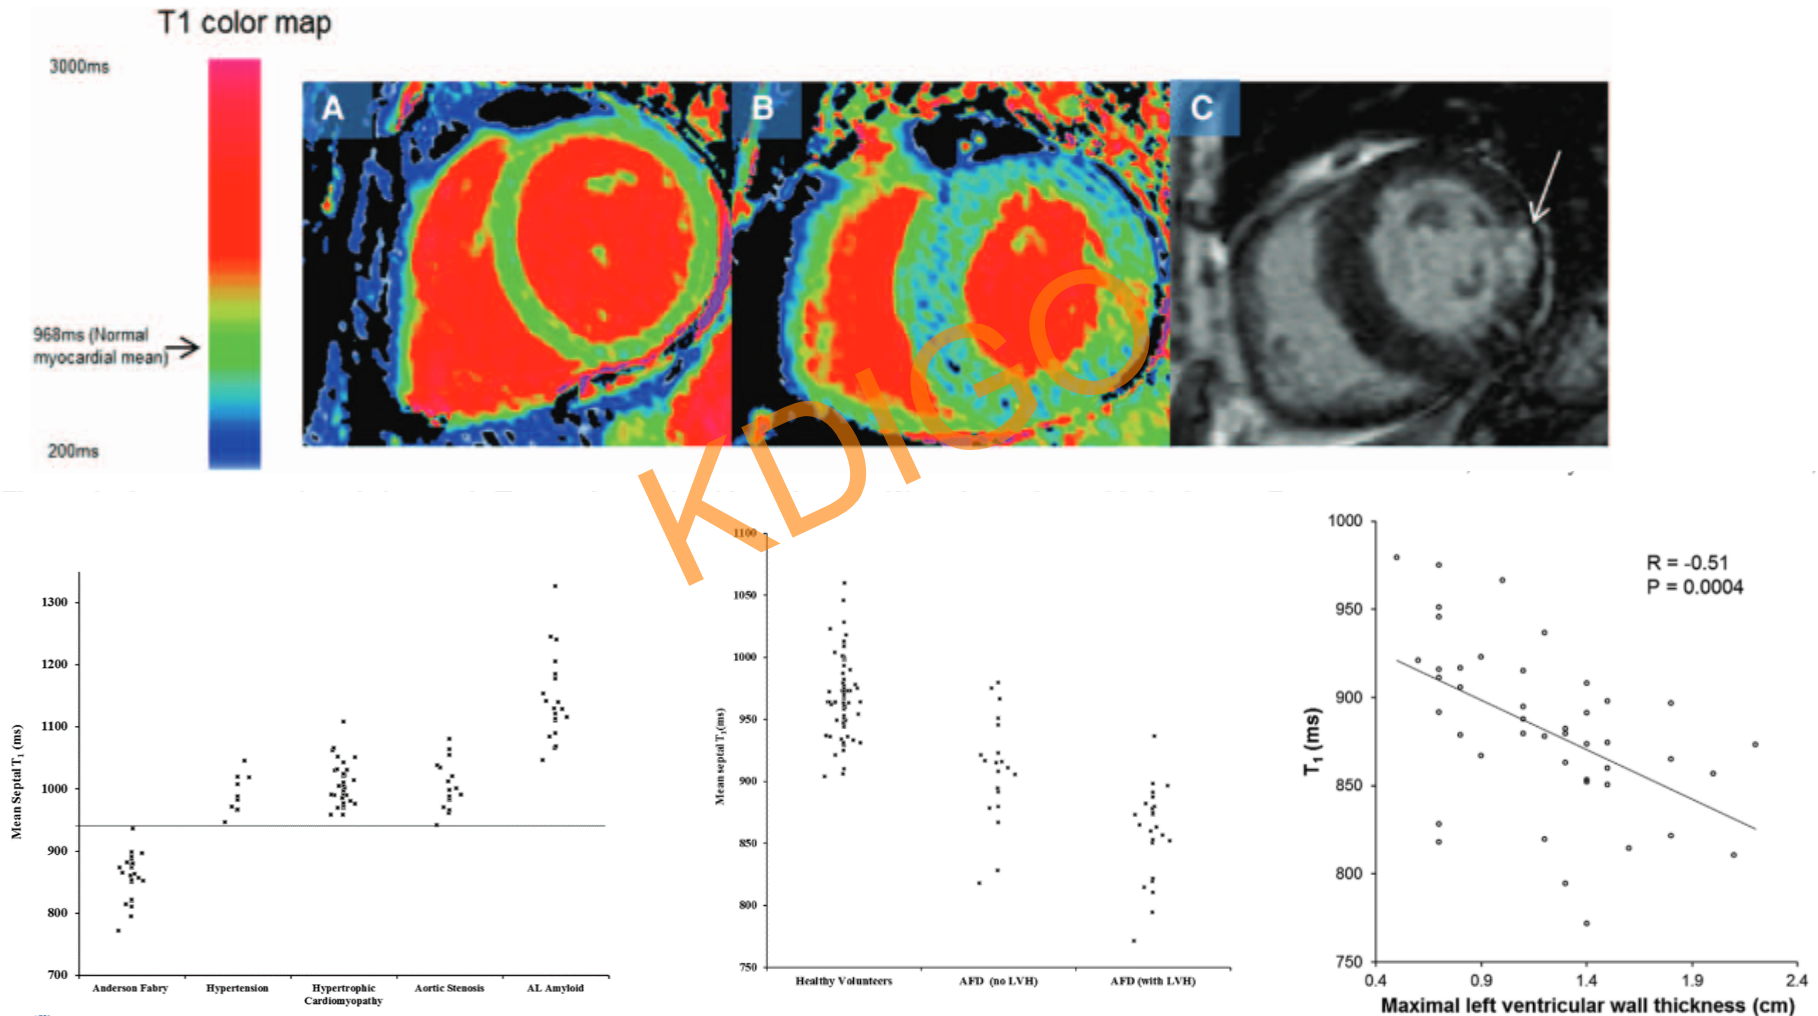 T1 color map
3000ms
968ms (Normal
myocardial mean)
200ms
A
B
C
KDIGO
Mean Septal T1 (ms)
1300
1200
1100
1000
900
800
700
Anderson Fabry
Hypertension
Hypertrophic
Cardiomyopathy
Aortic Stenosis
AL Amyloid
Mean septal T1(ms)
1100
1050
1000
950
900
850
800
750
Healthy Volunteers
AFD (no LVH)
AFD (with LVH)
T1 (ms)
1000
950
900
850
800
750
R = -0.51
P = 0.0004
0.4
0.9
1.4
1.9
2.4
Maximal left ventricular wall thickness (cm)